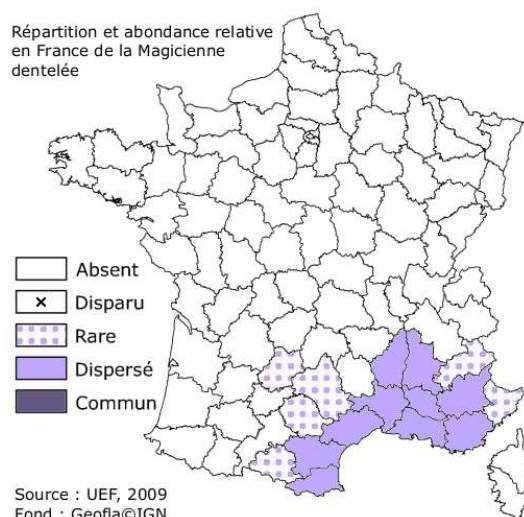 Répartition et abondance relative
en France de la Magicienne
dentelée
Absent
Disparu
Rare
Dispersé
Commun
Source : UEF, 2009
Fond : Geofla©IGN